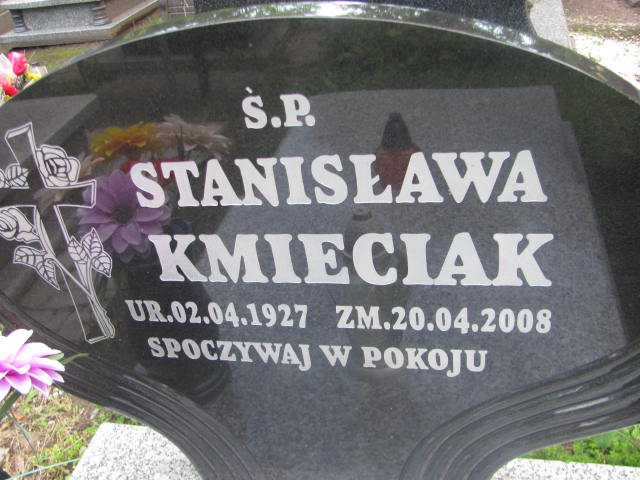 Ś.P.
STANISŁAWA
KMIECIAK
UR.02.04.1927 ZM.20.04.2008
SPOCZYWAJ W POKOJU